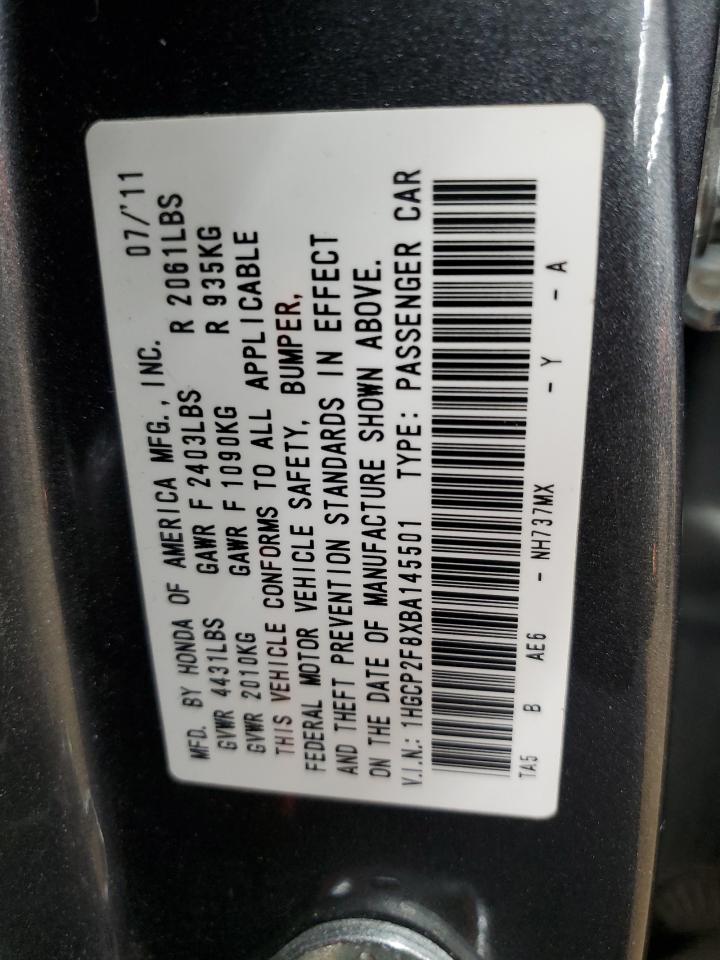 MFD. BY HONDA OF AMERICA MFG., INC. 07/'11
GVWR 4431LBS GAWR F 2403LBS R 2061LBS
GVWR 2010KG GAWR F 1090KG R 935KG
THIS VEHICLE CONFORMS TO ALL APPLICABLE
FEDERAL MOTOR VEHICLE SAFETY, BUMPER,
AND THEFT PREVENTION STANDARDS IN EFFECT
ON THE DATE OF MANUFACTURE SHOWN ABOVE.
V.I.N.: 1HGCP2F8XBA145501 TYPE: PASSENGER CAR
TA5 B AE6 - NH737MX - Y - A